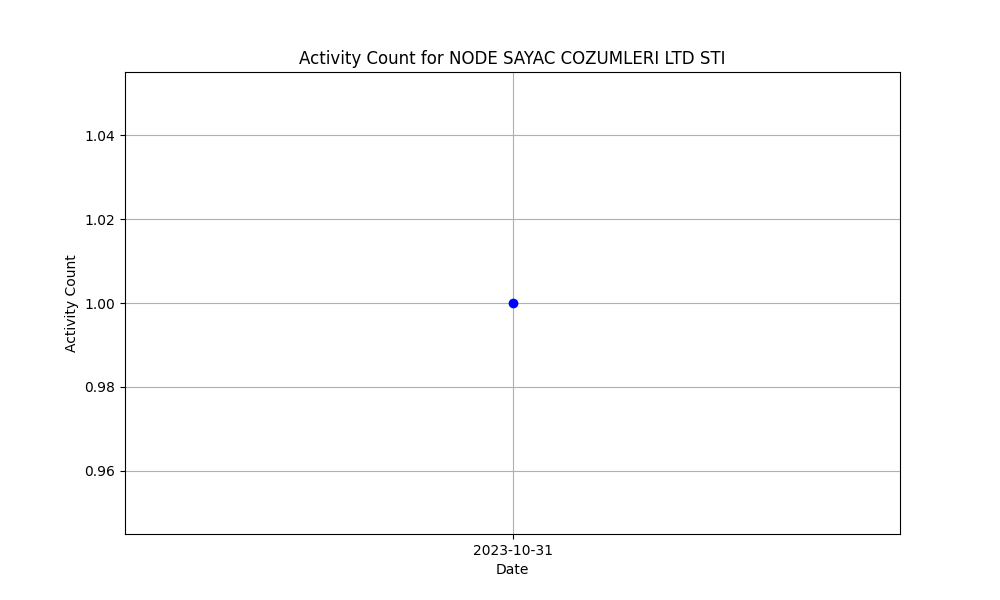 Activity Count for NODE SAYAC COZUMLERI LTD STI
1.04
1.02
1.00
0.98
0.96
Activity Count
2023-10-31
Date